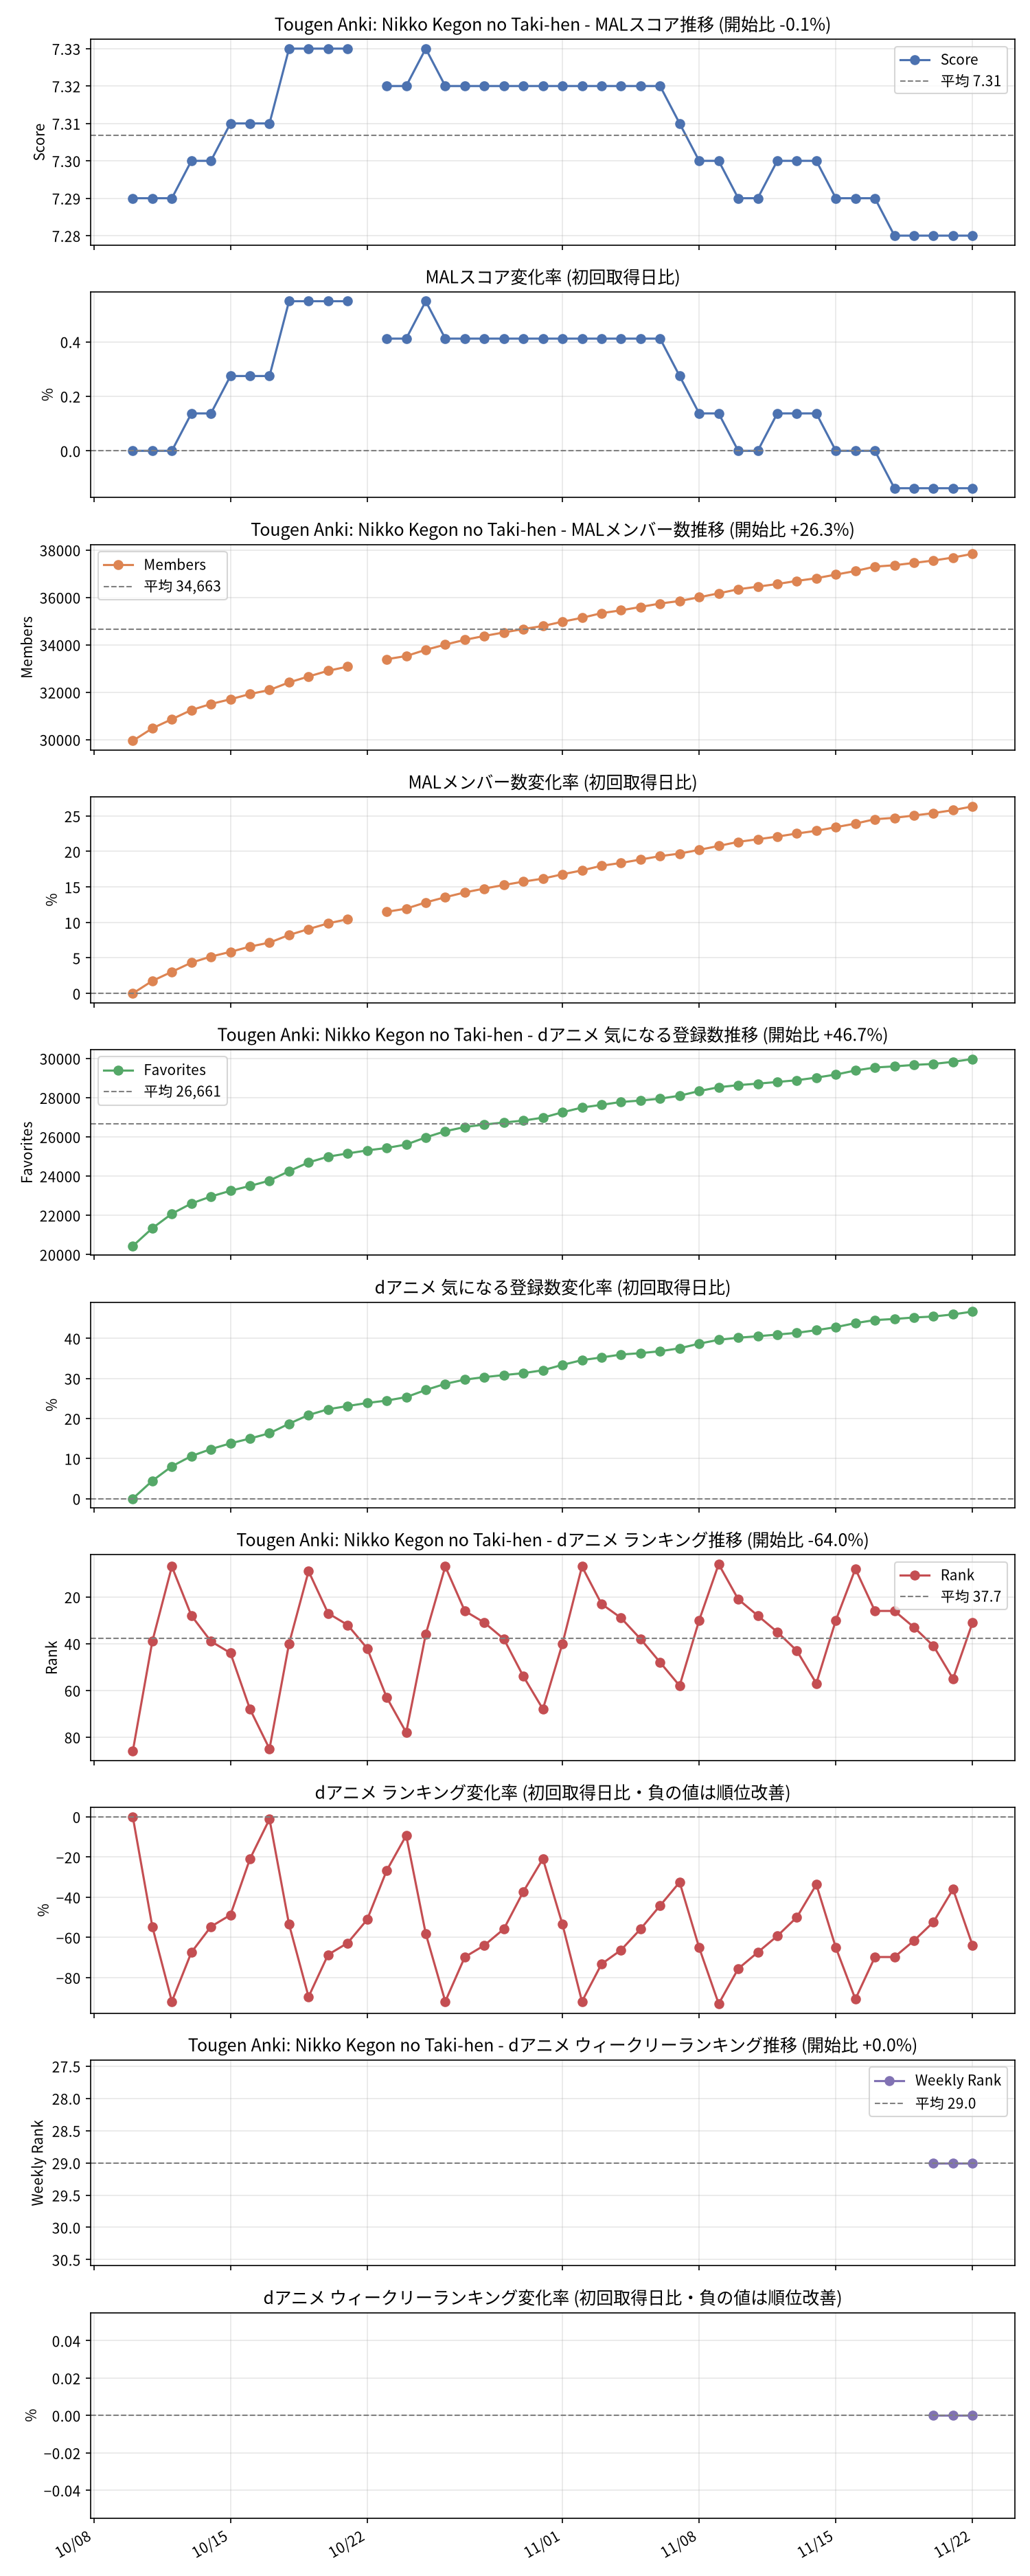 Tougen Anki: Nikko Kegon no Taki-hen - MALスコア推移 (開始比 -0.1%)
7.33
7.32
7.31
7.30
7.29
7.28
Score
Score
平均 7.31
MALスコア変化率 (初回取得日比)
0.4
0.2
0.0
%
Tougen Anki: Nikko Kegon no Taki-hen - MALメンバー数推移 (開始比 +26.3%)
38000
36000
34000
32000
30000
Members
Members
平均 34,663
MALメンバー数変化率 (初回取得日比)
25
20
15
10
5
0
%
Tougen Anki: Nikko Kegon no Taki-hen - dアニメ 気になる登録数推移 (開始比 +46.7%)
30000
28000
26000
24000
22000
20000
Favorites
Favorites
平均 26,661
dアニメ 気になる登録数変化率 (初回取得日比)
40
30
20
10
0
%
Tougen Anki: Nikko Kegon no Taki-hen - dアニメ ランキング推移 (開始比 -64.0%)
20
40
60
80
Rank
Rank
平均 37.7
dアニメ ランキング変化率 (初回取得日比・負の値は順位改善)
0
−20
−40
−60
−80
%
Tougen Anki: Nikko Kegon no Taki-hen - dアニメ ウィークリーランキング推移 (開始比 +0.0%)
27.5
28.0
28.5
29.0
29.5
30.0
30.5
Weekly Rank
Weekly Rank
平均 29.0
dアニメ ウィークリーランキング変化率 (初回取得日比・負の値は順位改善)
0.04
0.02
0.00
−0.02
−0.04
%
10/08
10/15
10/22
11/01
11/08
11/15
11/22